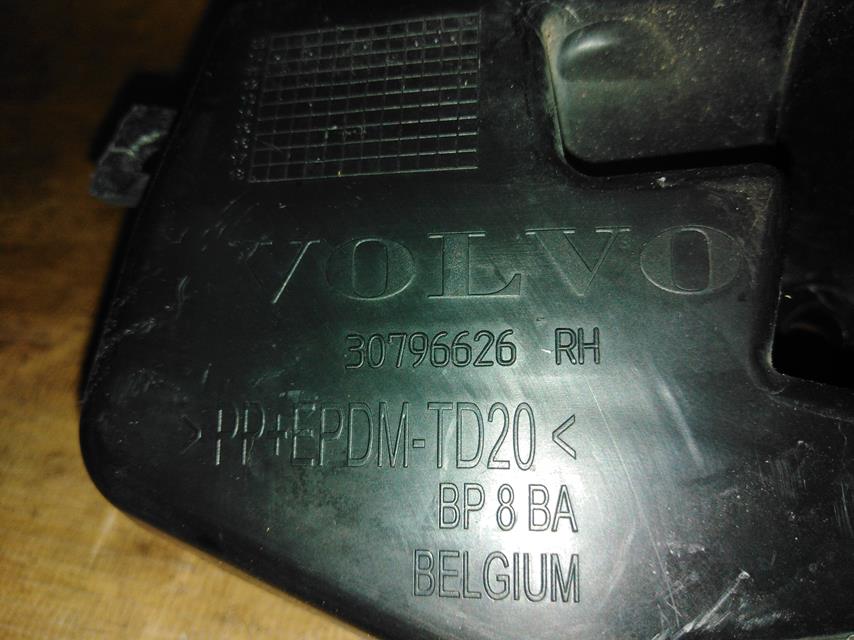 VOLVO
30796626 RH
>PP+EPDM-TD20<
BP 8 BA
BELGIUM